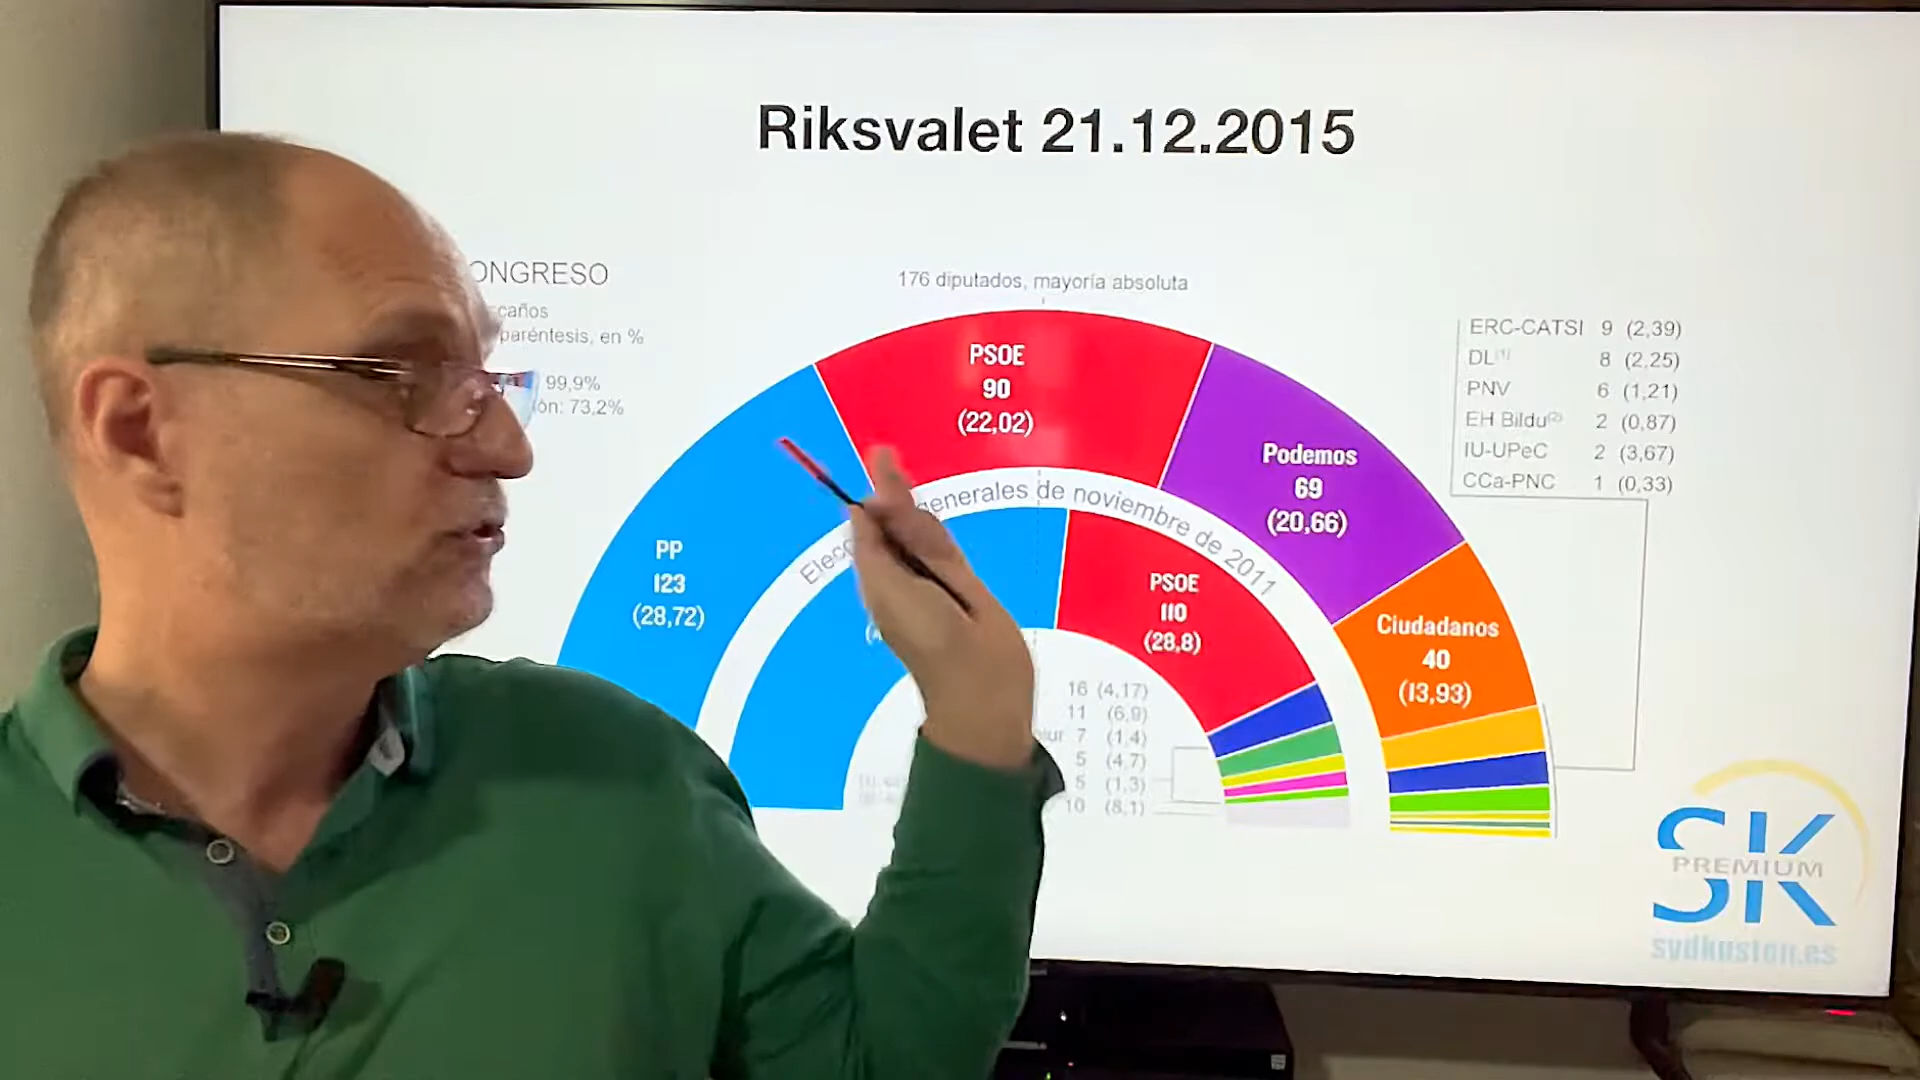 Riksvalet 21.12.2015
ONGRESO
caños
paréntesis, en %
99,9%
ón: 73,2%
176 diputados, mayoría absoluta
PSOE
90
(22,02)
Podemos
69
(20,66)
PP
123
(28,72)
Ciudadanos
40
(13,93)
ERC-CATSI 9 (2,39)
DL(1) 8 (2,25)
PNV 6 (1,21)
EH Bildu(2) 2 (0,87)
IU-UPeC 2 (3,67)
CCa-PNC 1 (0,33)
generales de noviembre de 2011
PSOE
110
(28,8)
16 (4,17)
11 (6,9)
7 (1,4)
5 (4,7)
5 (1,3)
10 (8,1)
SK
PREMIUM
sydkusten.es